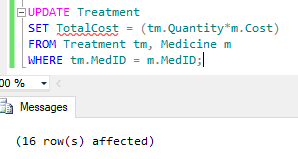 UPDATE Treatment
SET TotalCost = (tm.Quantity*m.Cost)
FROM Treatment tm, Medicine m
WHERE tm.MedID = m.MedID;
00 %
Messages
(16 row(s) affected)